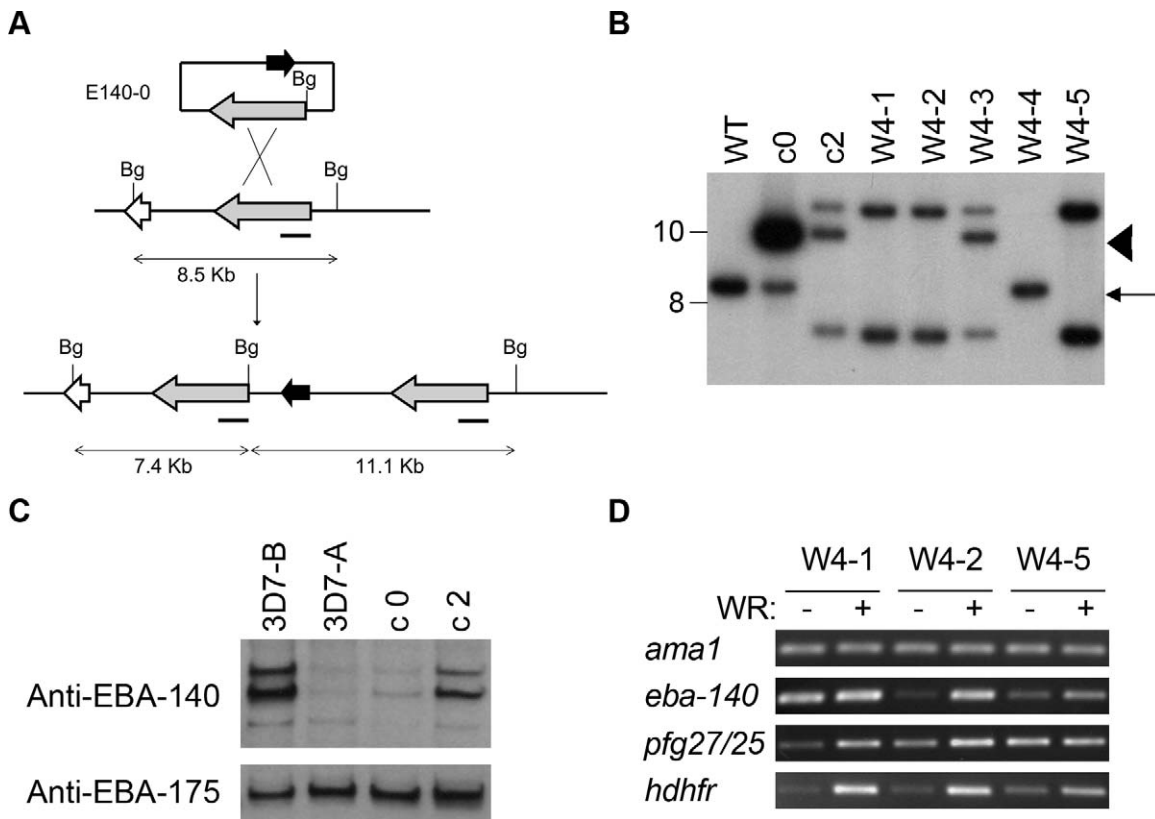 A
E140-0
Bg
Bg
Bg
8.5 Kb
Bg
Bg
Bg
7.4 Kb
11.1 Kb
B
WT
c0
c2
W4-1
W4-2
W4-3
W4-4
W4-5
10
8
C
3D7-B
3D7-A
c 0
c 2
Anti-EBA-140
Anti-EBA-175
D
W4-1 W4-2 W4-5
WR: - + - + - +
ama1
eba-140
pfg27/25
hdhfr